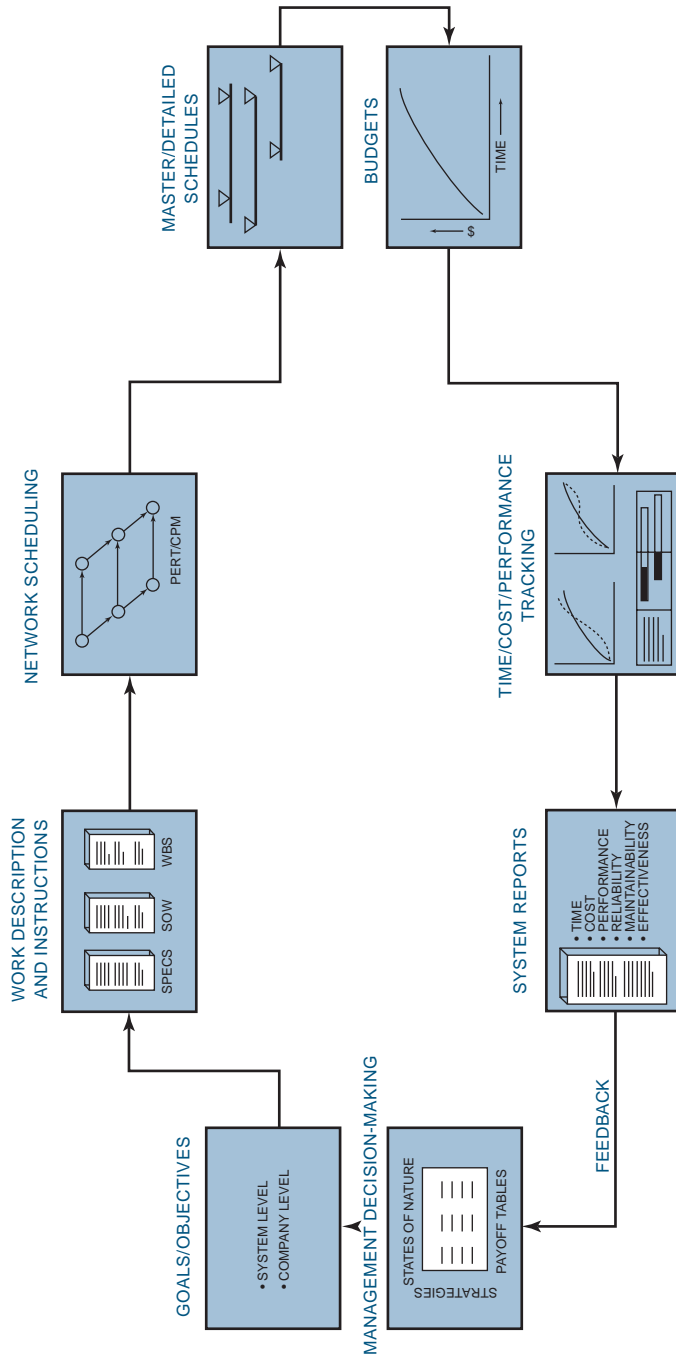 GOALS/OBJECTIVES
• SYSTEM LEVEL
• COMPANY LEVEL
WORK DESCRIPTION
AND INSTRUCTIONS
SPECS
SOW
WBS
NETWORK SCHEDULING
PERT/CPM
MASTER/DETAILED
SCHEDULES
BUDGETS
$
TIME
TIME/COST/PERFORMANCE
TRACKING
SYSTEM REPORTS
• TIME
• COST
• PERFORMANCE
• RELIABILITY
• MAINTAINABILITY
• EFFECTIVENESS
FEEDBACK
MANAGEMENT DECISION-MAKING
STATES OF NATURE
STRATEGIES
PAYOFF TABLES